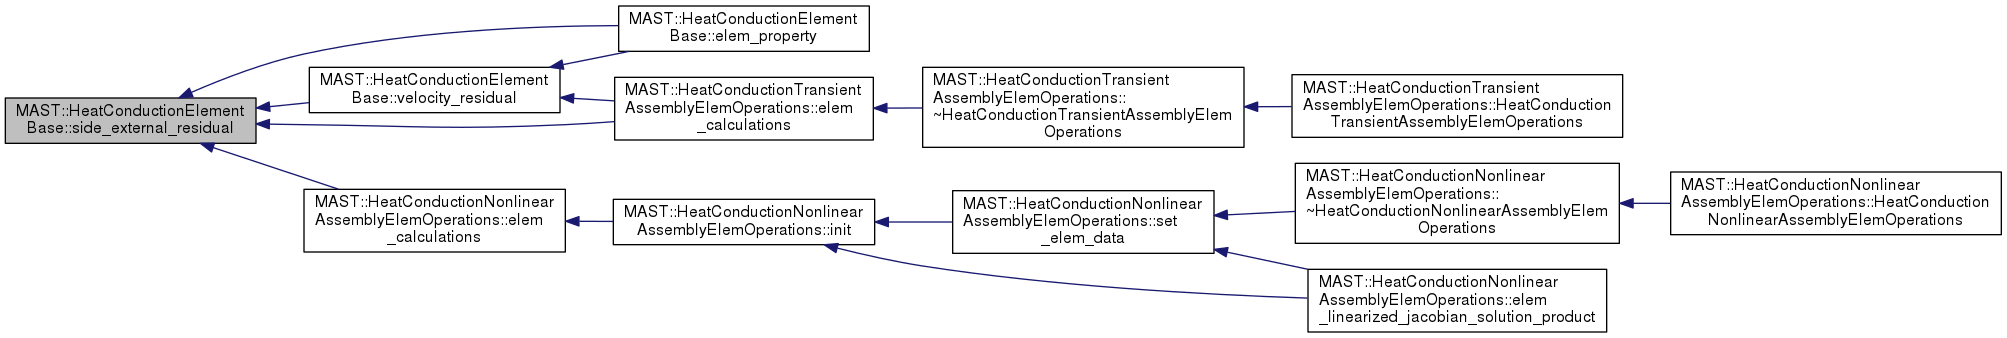 MAST::HeatConductionElement
Base::side_external_residual
MAST::HeatConductionElement
Base::elem_property
MAST::HeatConductionElement
Base::velocity_residual
MAST::HeatConductionTransient
AssemblyElemOperations::elem
_calculations
MAST::HeatConductionTransient
AssemblyElemOperations::
~HeatConductionTransientAssemblyElem
Operations
MAST::HeatConductionTransient
AssemblyElemOperations::HeatConduction
TransientAssemblyElemOperations
MAST::HeatConductionNonlinear
AssemblyElemOperations::elem
_calculations
MAST::HeatConductionNonlinear
AssemblyElemOperations::init
MAST::HeatConductionNonlinear
AssemblyElemOperations::set
_elem_data
MAST::HeatConductionNonlinear
AssemblyElemOperations::
~HeatConductionNonlinearAssemblyElem
Operations
MAST::HeatConductionNonlinear
AssemblyElemOperations::HeatConduction
NonlinearAssemblyElemOperations
MAST::HeatConductionNonlinear
AssemblyElemOperations::elem
_linearized_jacobian_solution_product